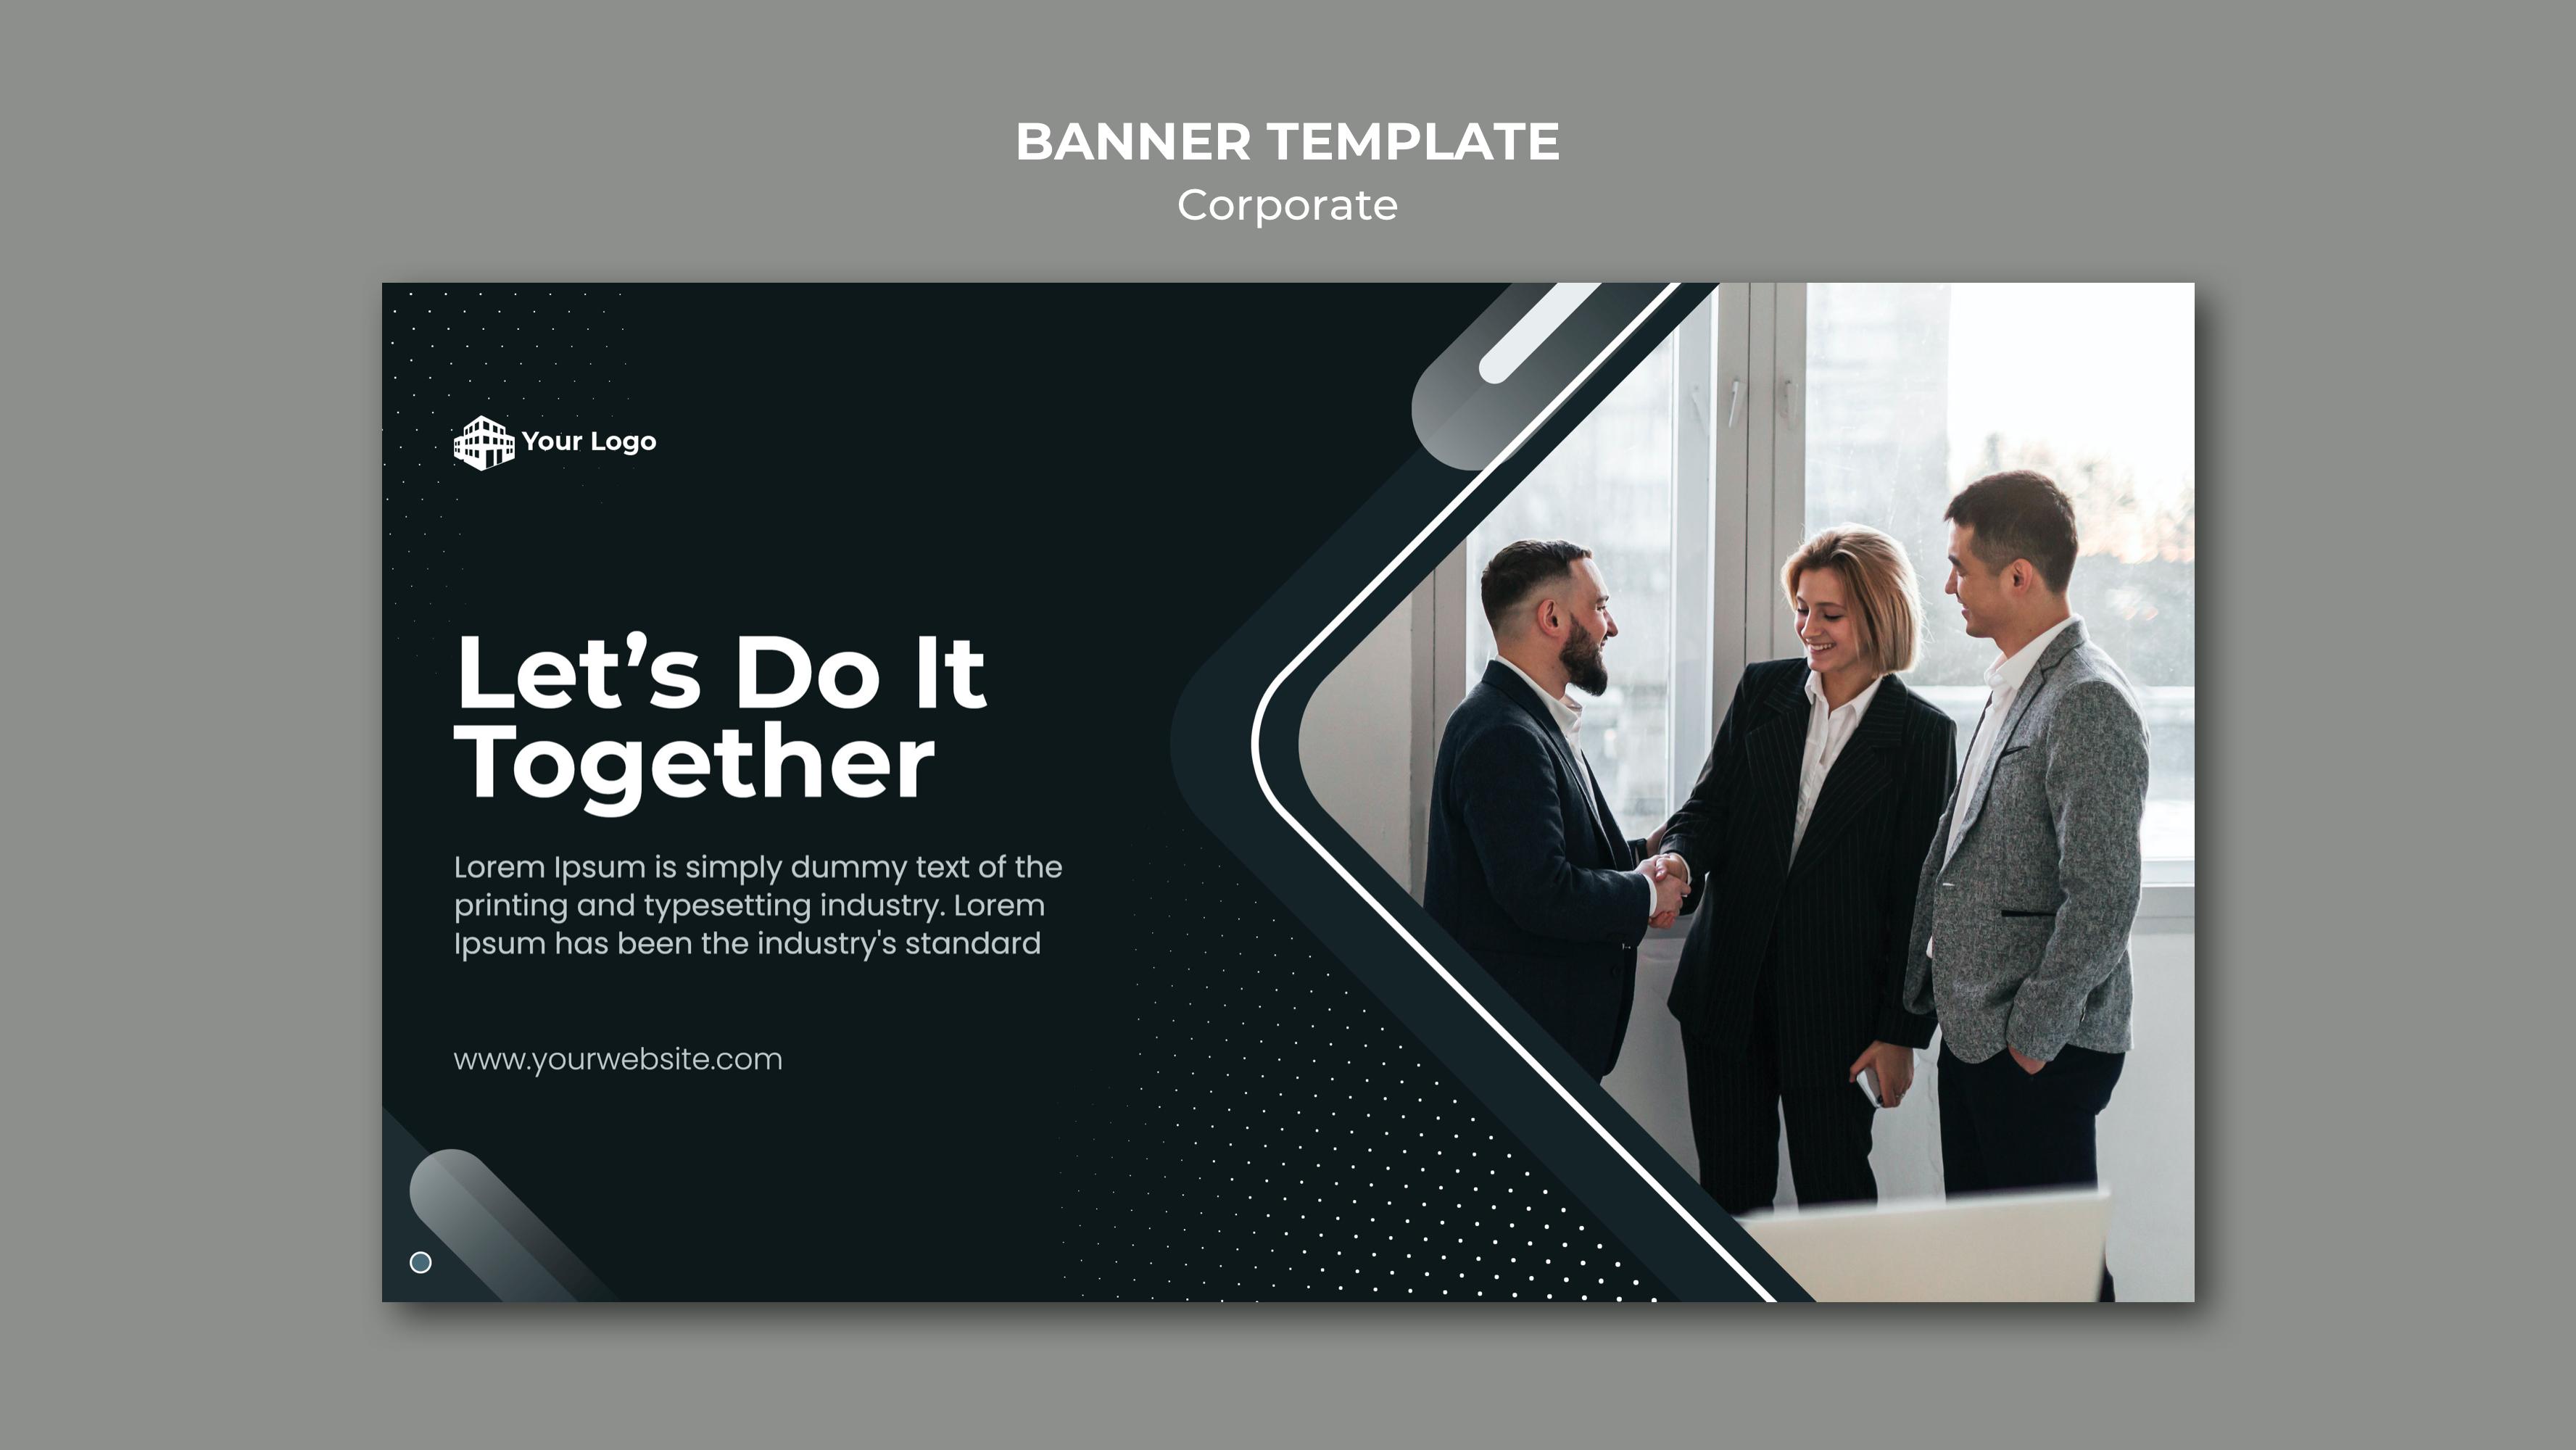 BANNER TEMPLATE
Corporate
Your Logo
Let’s Do It
Together
Lorem Ipsum is simply dummy text of the
printing and typesetting industry. Lorem
Ipsum has been the industry's standard
www.yourwebsite.com